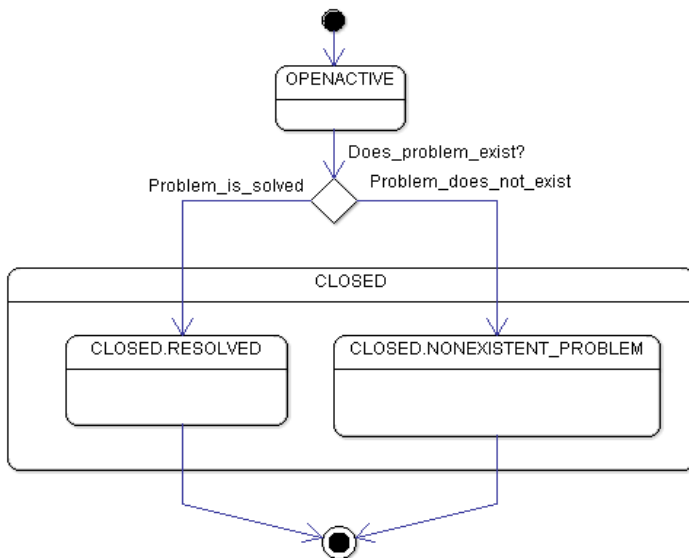 OPENACTIVE
Does_problem_exist?
Problem_is_solved
Problem_does_not_exist
CLOSED
CLOSED.RESOLVED
CLOSED.NONEXISTENT_PROBLEM